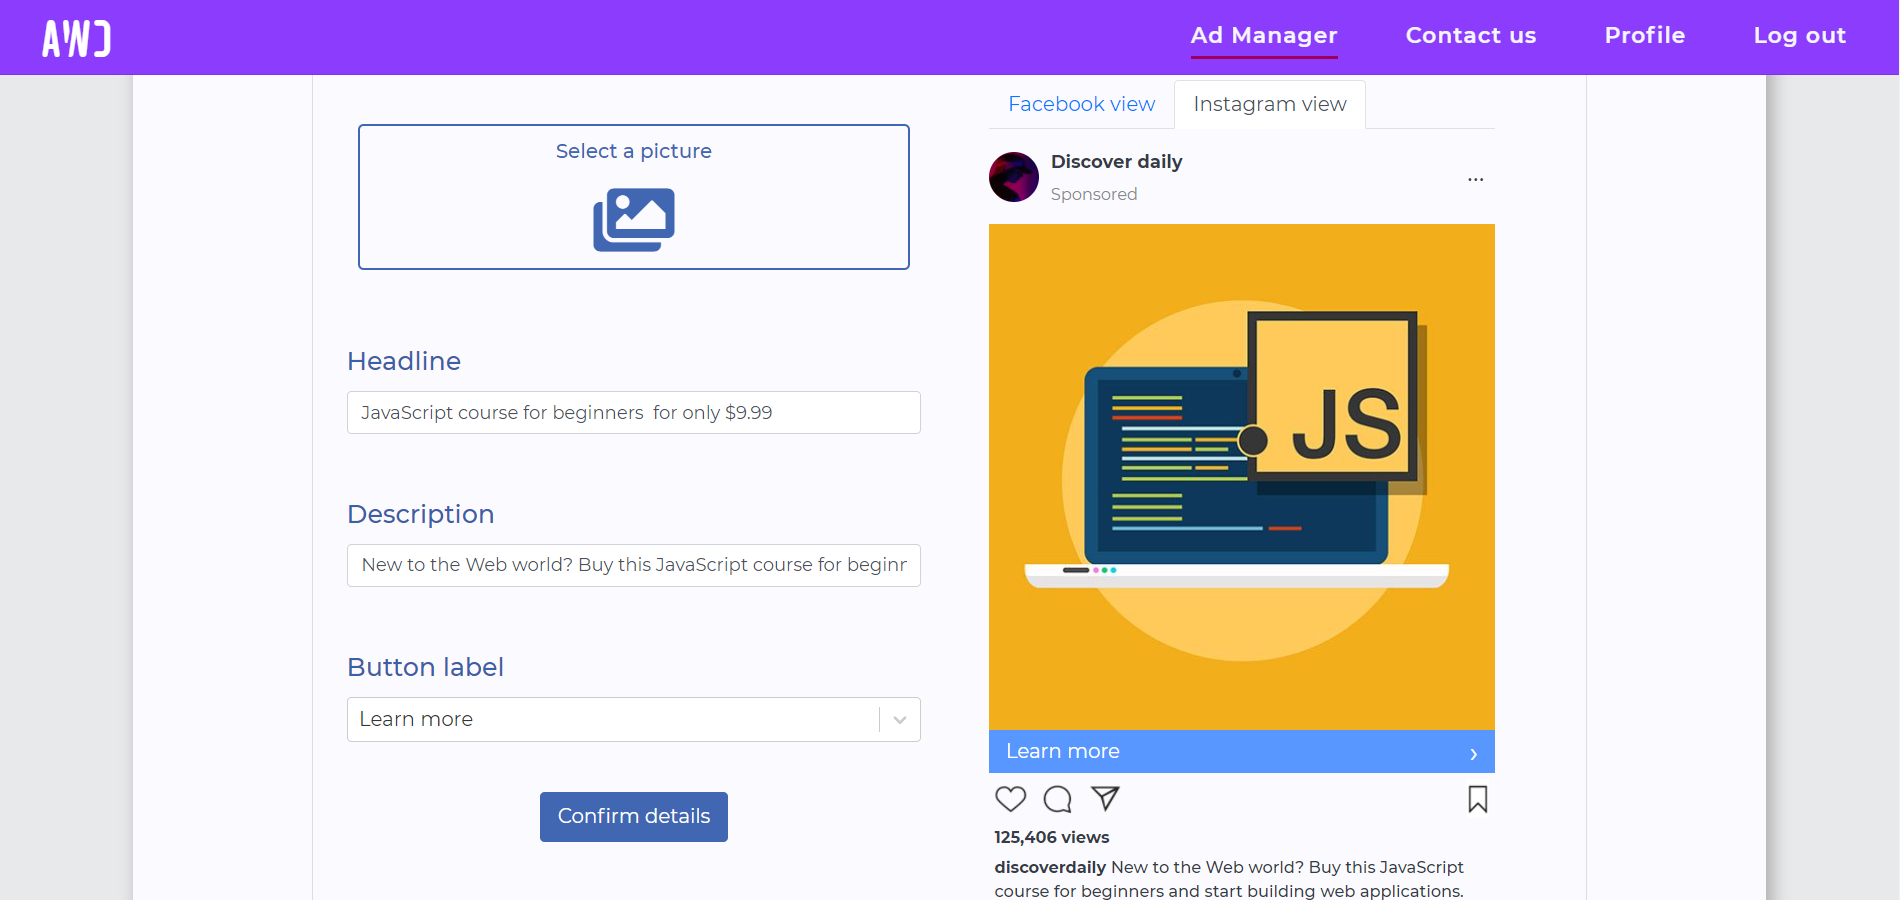 AWD
Ad Manager
Contact us
Profile
Log out
Select a picture
Headline
JavaScript course for beginners  for only $9.99
Description
New to the Web world? Buy this JavaScript course for beginn
Button label
Learn more
Confirm details
Facebook view
Instagram view
Discover daily
Sponsored
...
JS
Learn more
125,406 views
discoverdaily New to the Web world? Buy this JavaScript
course for beginners and start building web applications.